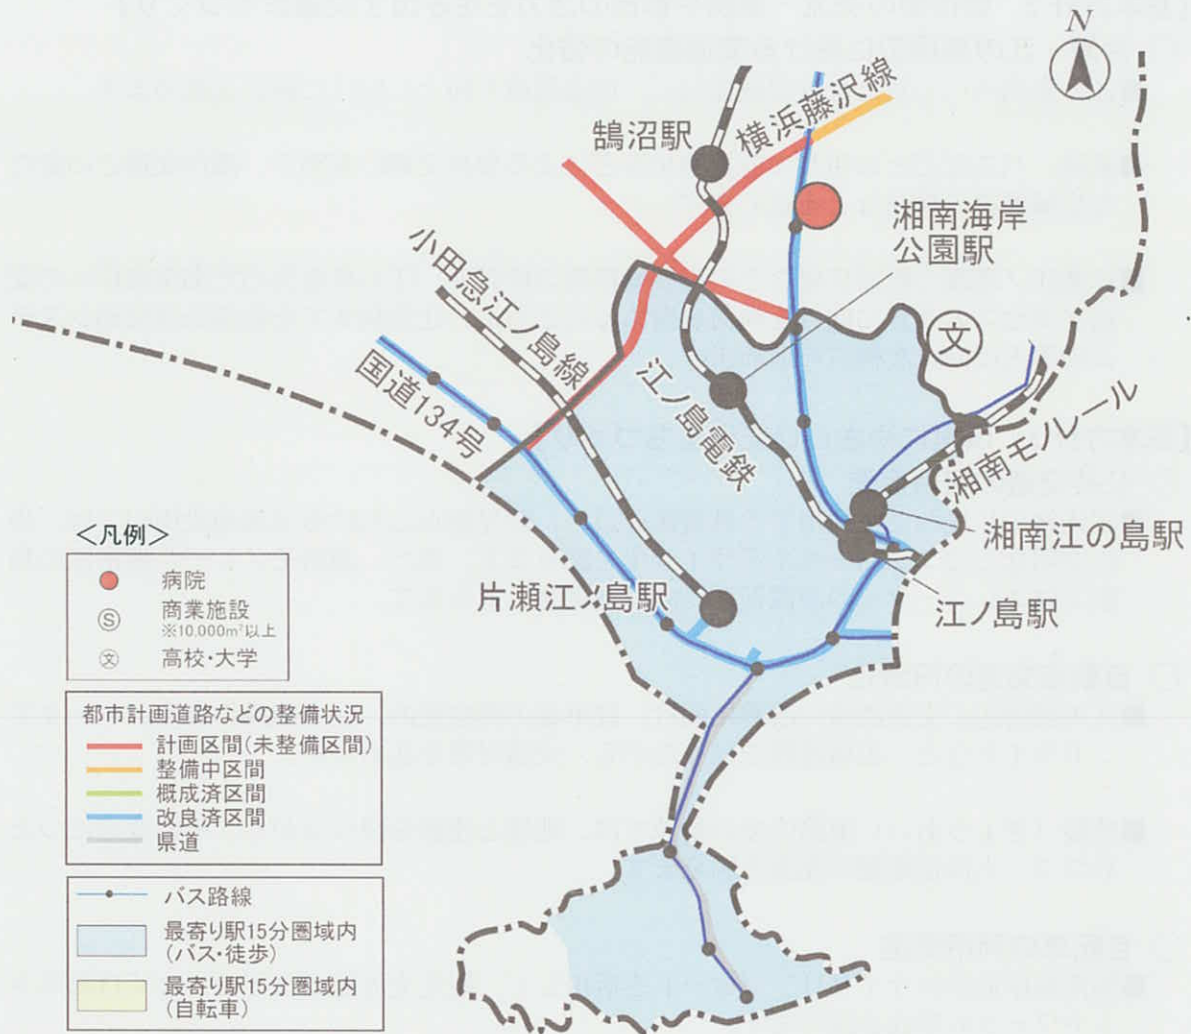 N
横浜藤沢線
鵠沼駅
湘南海岸
公園駅
小田急江ノ島線
国道134号
江ノ島電鉄
文
湘南モノレール
湘南江の島駅
江ノ島駅
片瀬江ノ島駅
<凡例>
病院
S 商業施設
※10,000m²以上
文 高校・大学
都市計画道路などの整備状況
計画区間(未整備区間)
整備中区間
概成済区間
改良済区間
県道
バス路線
最寄り駅15分圏域内
(バス・徒歩)
最寄り駅15分圏域内
(自転車)